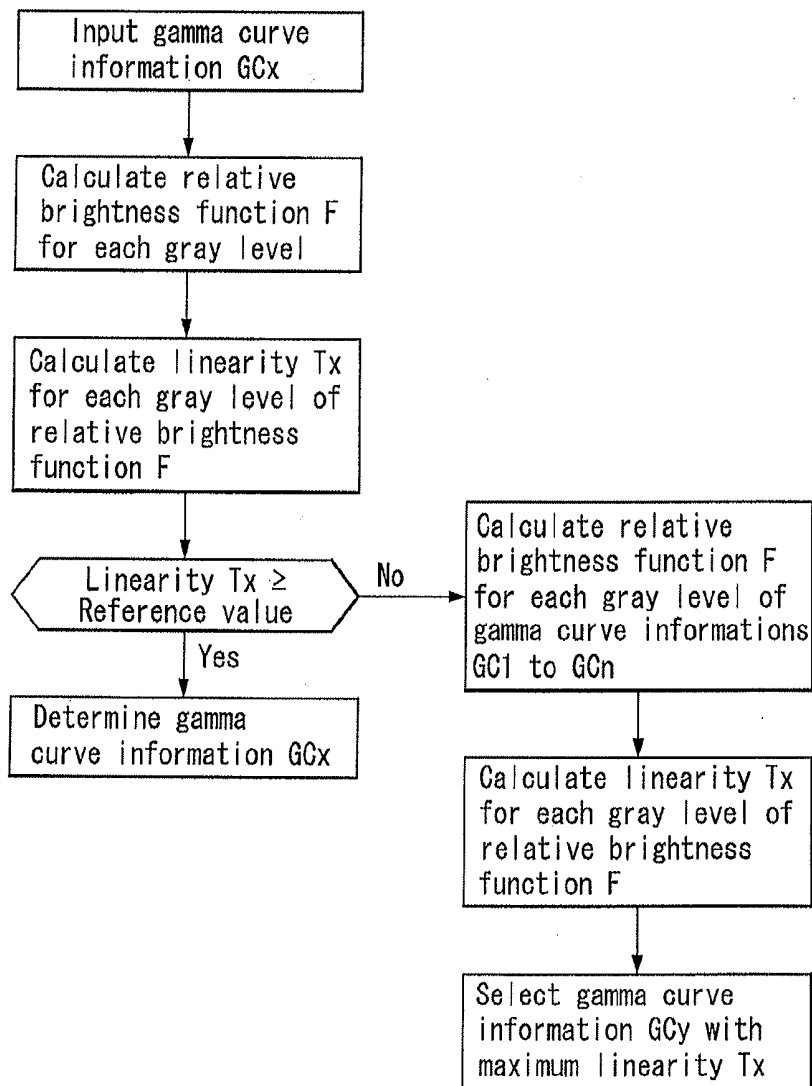 Input gamma curve
information GCx
Calculate relative
brightness function F
for each gray level
Calculate linearity Tx
for each gray level of
relative brightness
function F
Linearity Tx ≥
Reference value
No
Yes
Determine gamma
curve information GCx
Calculate relative
brightness function F
for each gray level of
gamma curve informations
GC1 to GCn
Calculate linearity Tx
for each gray level of
relative brightness
function F
Select gamma curve
information GCy with
maximum linearity Tx